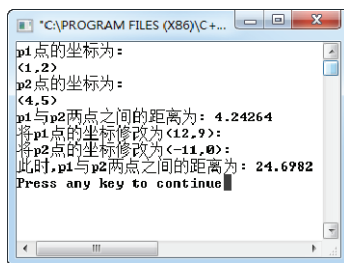 "C:\PROGRAM FILES (X86)\C+...
p1点的坐标为:
(1,2)
p2点的坐标为:
(4,5)
p1与p2两点之间的距离为: 4.24264
将p1点的坐标修改为(12,9):
将p2点的坐标修改为(-11,0):
此时,p1与p2两点之间的距离为: 24.6982
Press any key to continue